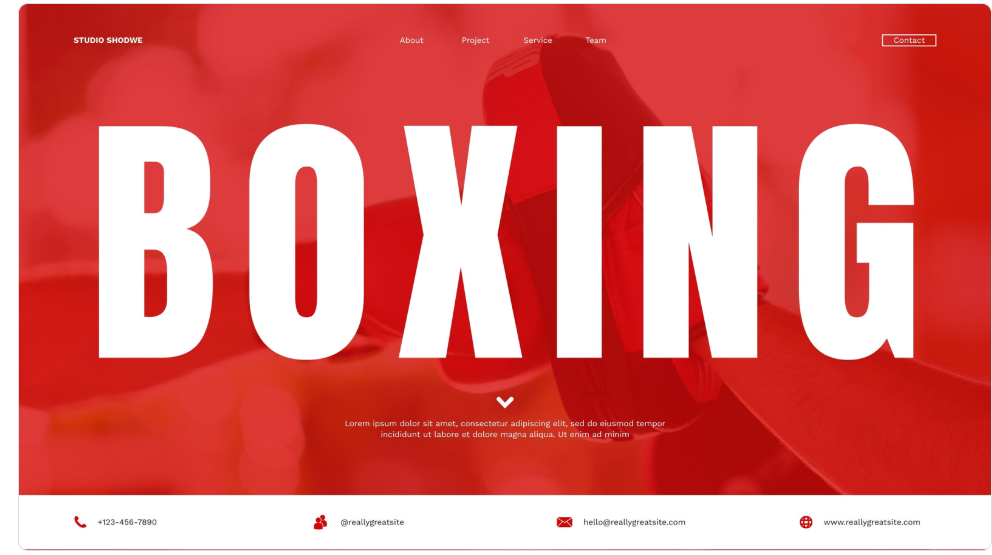 STUDIO SHODWE
About
Project
Service
Team
Contact
BOXING
Lorem ipsum dolor sit amet, consectetur adipiscing elit, sed do eiusmod tempor
incididunt ut labore et dolore magna aliqua. Ut enim ad minim
+123-456-7890
@reallygreatsite
hello@reallygreatsite.com
www.reallygreatsite.com